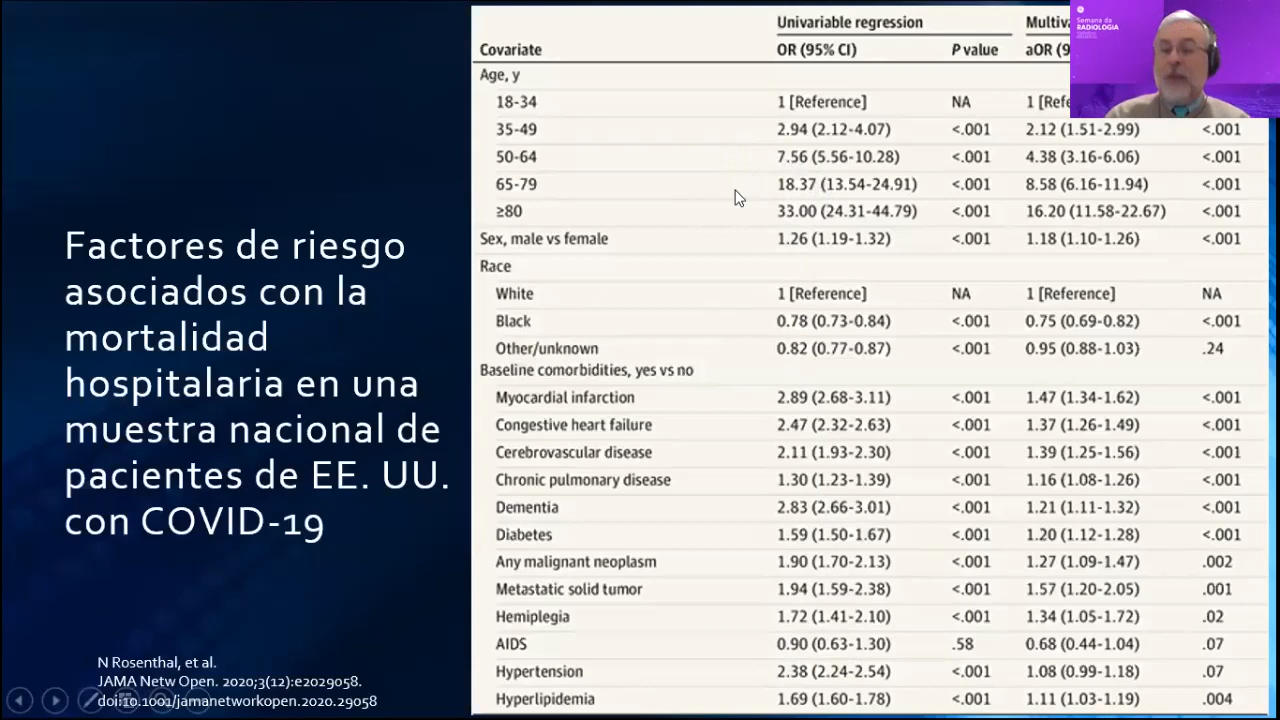 Factores de riesgo
asociados con la
mortalidad
hospitalaria en una
muestra nacional de
pacientes de EE. UU.
con COVID-19
N Rosenthal, et al.
JAMA Netw Open. 2020;3(12):e2029058.
doi:10.1001/jamanetworkopen.2020.29058
Univariable regression
Covariate OR (95% CI) P value aOR
Age, y
18-34 1 [Reference] NA 1
35-49 2.94 (2.12-4.07) <.001 2.12 (1.51-2.99) <.001
50-64 7.56 (5.56-10.28) <.001 4.38 (3.16-6.06) <.001
65-79 18.37 (13.54-24.91) <.001 8.58 (6.16-11.94) <.001
≥80 33.00 (24.31-44.79) <.001 16.20 (11.58-22.67) <.001
Sex, male vs female 1.26 (1.19-1.32) <.001 1.18 (1.10-1.26) <.001
Race
White 1 [Reference] NA 1 [Reference] NA
Black 0.78 (0.73-0.84) <.001 0.75 (0.69-0.82) <.001
Other/unknown 0.82 (0.77-0.87) <.001 0.95 (0.88-1.03) .24
Baseline comorbidities, yes vs no
Myocardial infarction 2.89 (2.68-3.11) <.001 1.47 (1.34-1.62) <.001
Congestive heart failure 2.47 (2.32-2.63) <.001 1.37 (1.26-1.49) <.001
Cerebrovascular disease 2.11 (1.93-2.30) <.001 1.39 (1.25-1.56) <.001
Chronic pulmonary disease 1.30 (1.23-1.39) <.001 1.16 (1.08-1.26) <.001
Dementia 2.83 (2.66-3.01) <.001 1.21 (1.11-1.32) <.001
Diabetes 1.59 (1.50-1.67) <.001 1.20 (1.12-1.28) <.001
Any malignant neoplasm 1.90 (1.70-2.13) <.001 1.27 (1.09-1.47) .002
Metastatic solid tumor 1.94 (1.59-2.38) <.001 1.57 (1.20-2.05) .001
Hemiplegia 1.72 (1.41-2.10) <.001 1.34 (1.05-1.72) .02
AIDS 0.90 (0.63-1.30) .58 0.68 (0.44-1.04) .07
Hypertension 2.38 (2.24-2.54) <.001 1.08 (0.99-1.18) .07
Hyperlipidemia 1.69 (1.60-1.78) <.001 1.11 (1.03-1.19) .004
Semana da
RADIOLOGIA